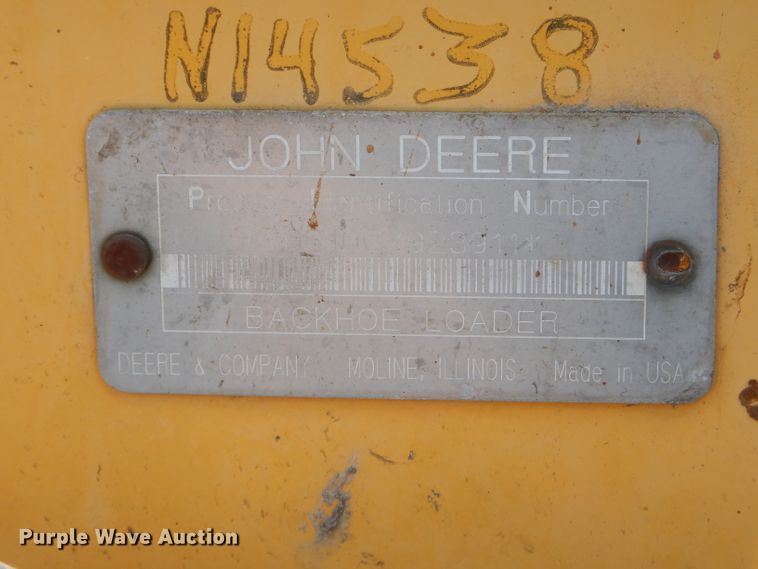 N14538
JOHN DEERE
Product Identification Number
BACKHOE LOADER
DEERE & COMPANY MOLINE, ILLINOIS Made in USA
Purple Wave Auction